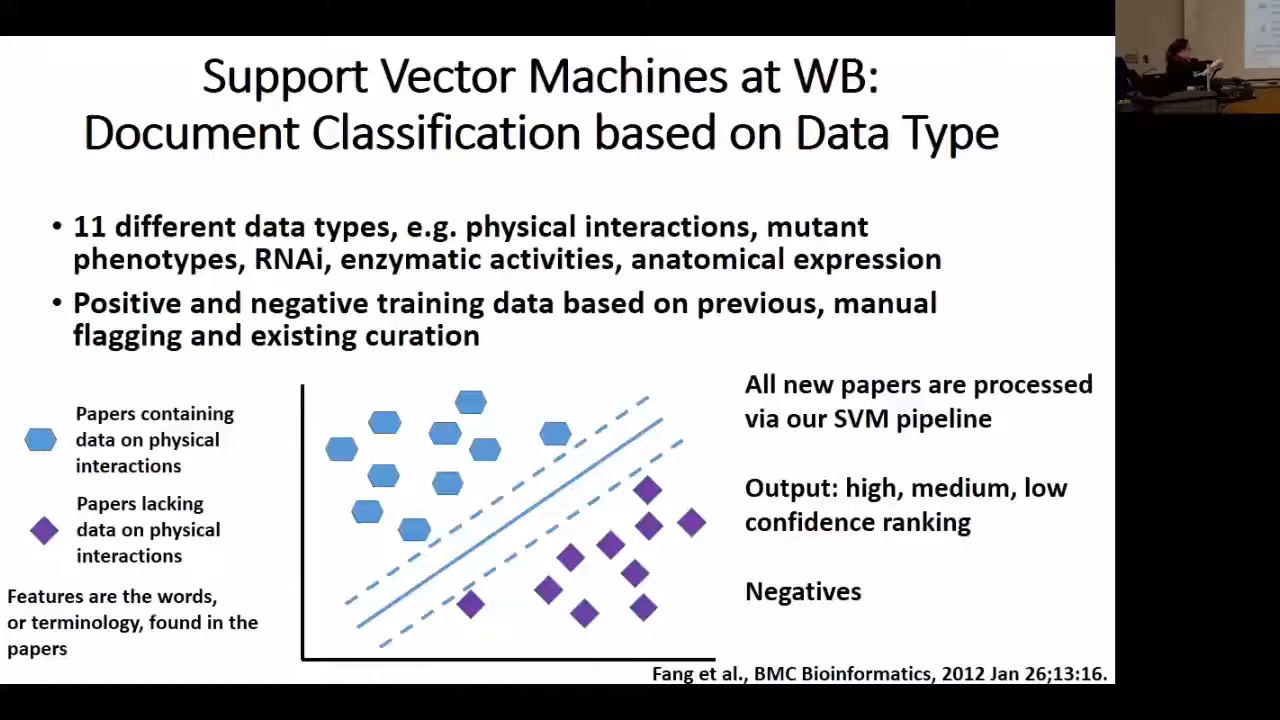 Support Vector Machines at WB:
Document Classification based on Data Type
• 11 different data types, e.g. physical interactions, mutant
phenotypes, RNAi, enzymatic activities, anatomical expression
• Positive and negative training data based on previous, manual
flagging and existing curation
Papers containing
data on physical
interactions
Papers lacking
data on physical
interactions
Features are the words,
or terminology, found in the
papers
All new papers are processed
via our SVM pipeline
Output: high, medium, low
confidence ranking
Negatives
Fang et al., BMC Bioinformatics, 2012 Jan 26;13:16.